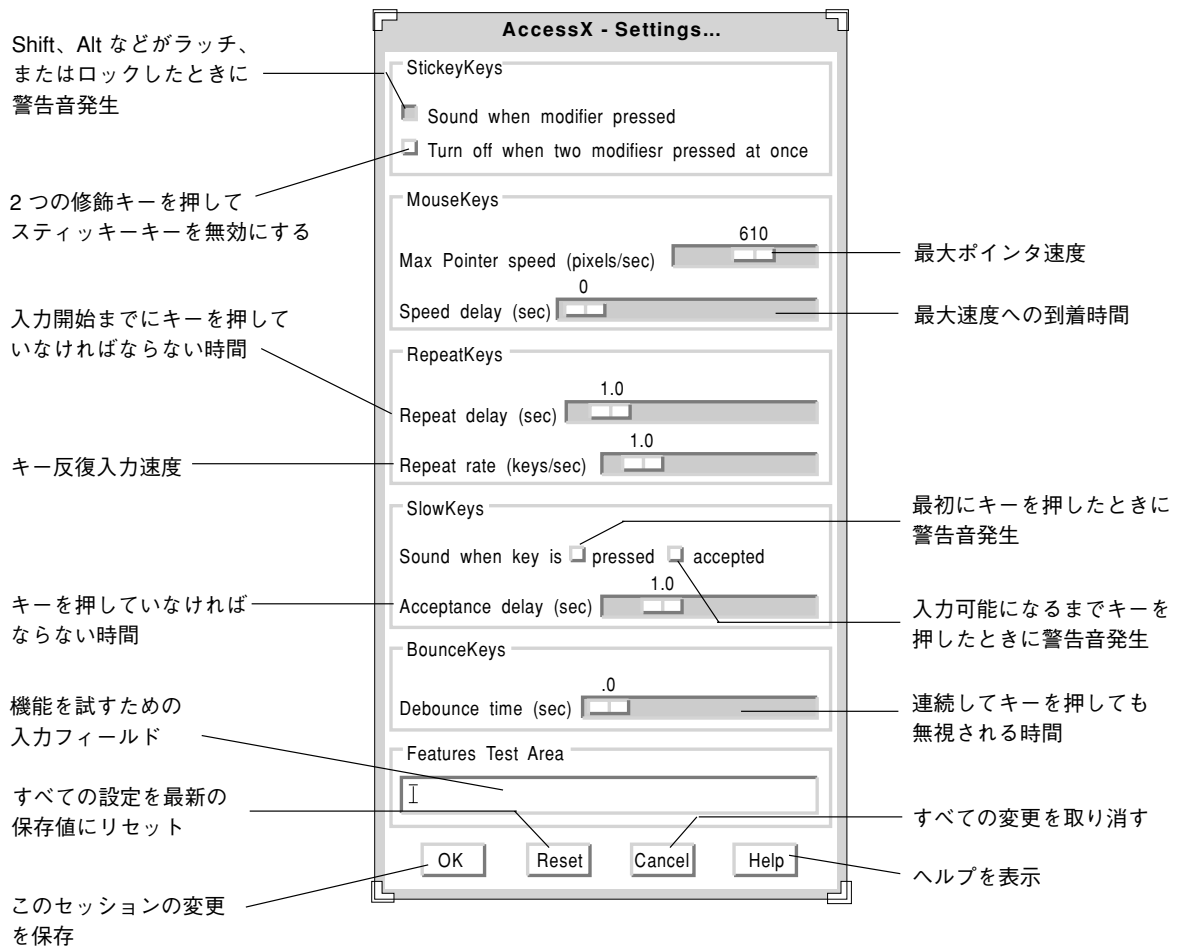 AccessX - Settings...
Shift、Alt などがラッチ、
またはロックしたときに
警告音発生
StickeyKeys
Sound when modifier pressed
Turn off when two modifiesr pressed at once
2 つの修飾キーを押して
スティッキーキーを無効にする
MouseKeys
610
Max Pointer speed (pixels/sec)
最大ポインタ速度
0
Speed delay (sec)
最大速度への到着時間
入力開始までにキーを押して
いなければならない時間
RepeatKeys
1.0
Repeat delay (sec)
1.0
Repeat rate (keys/sec)
キー反復入力速度
SlowKeys
最初にキーを押したときに
警告音発生
Sound when key is pressed accepted
1.0
Acceptance delay (sec)
キーを押していなければ
ならない時間
入力可能になるまでキーを
押したときに警告音発生
BounceKeys
.0
Debounce time (sec)
連続してキーを押しても
無視される時間
機能を試すための
入力フィールド
Features Test Area
すべての設定を最新の
保存値にリセット
すべての変更を取り消す
OK Reset Cancel Help
ヘルプを表示
このセッションの変更
を保存